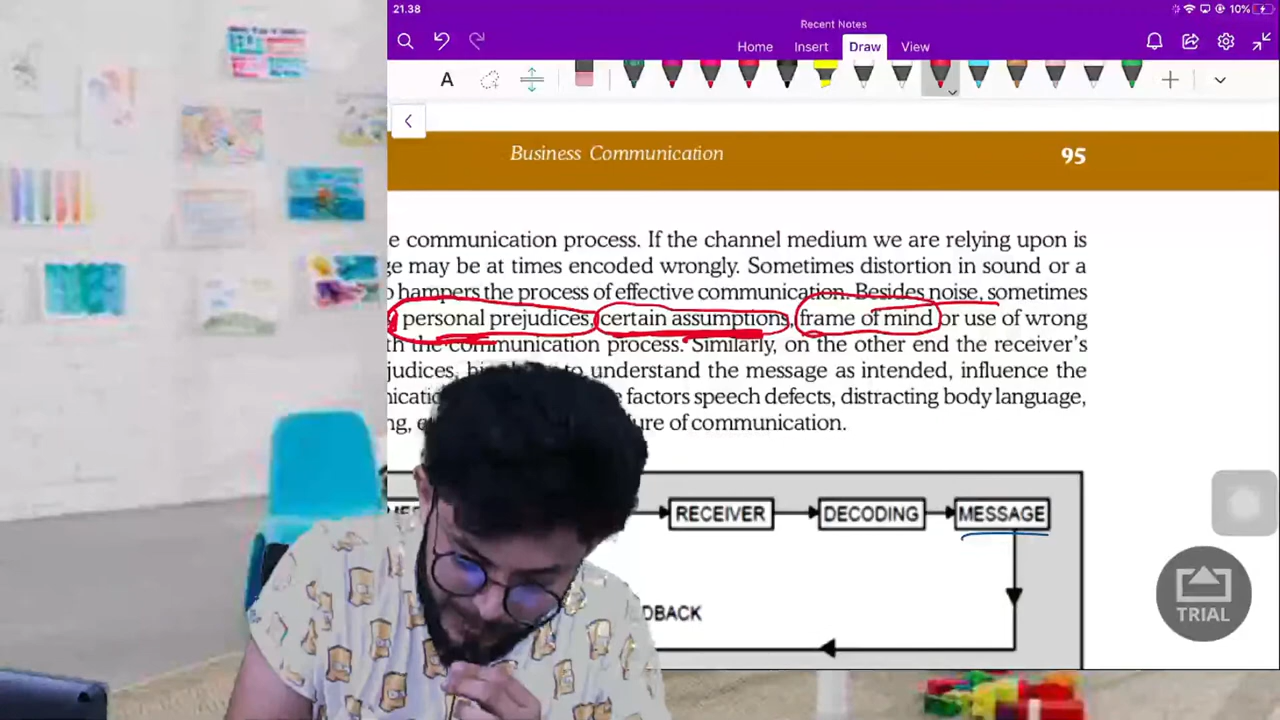 21.38
10%
Recent Notes
Home Insert Draw View
A
Business Communication 95
e communication process. If the channel medium we are relying upon is
ge may be at times encoded wrongly. Sometimes distortion in sound or a
hampers the process of effective communication. Besides noise, sometimes
personal prejudices, certain assumptions, frame of mind or use of wrong
the communication process. Similarly, on the other end the receiver's
judices, to understand the message as intended, influence the
factors speech defects, distracting body language,
ng, ure of communication.
RECEIVER DECODING MESSAGE
DBACK
TRIAL